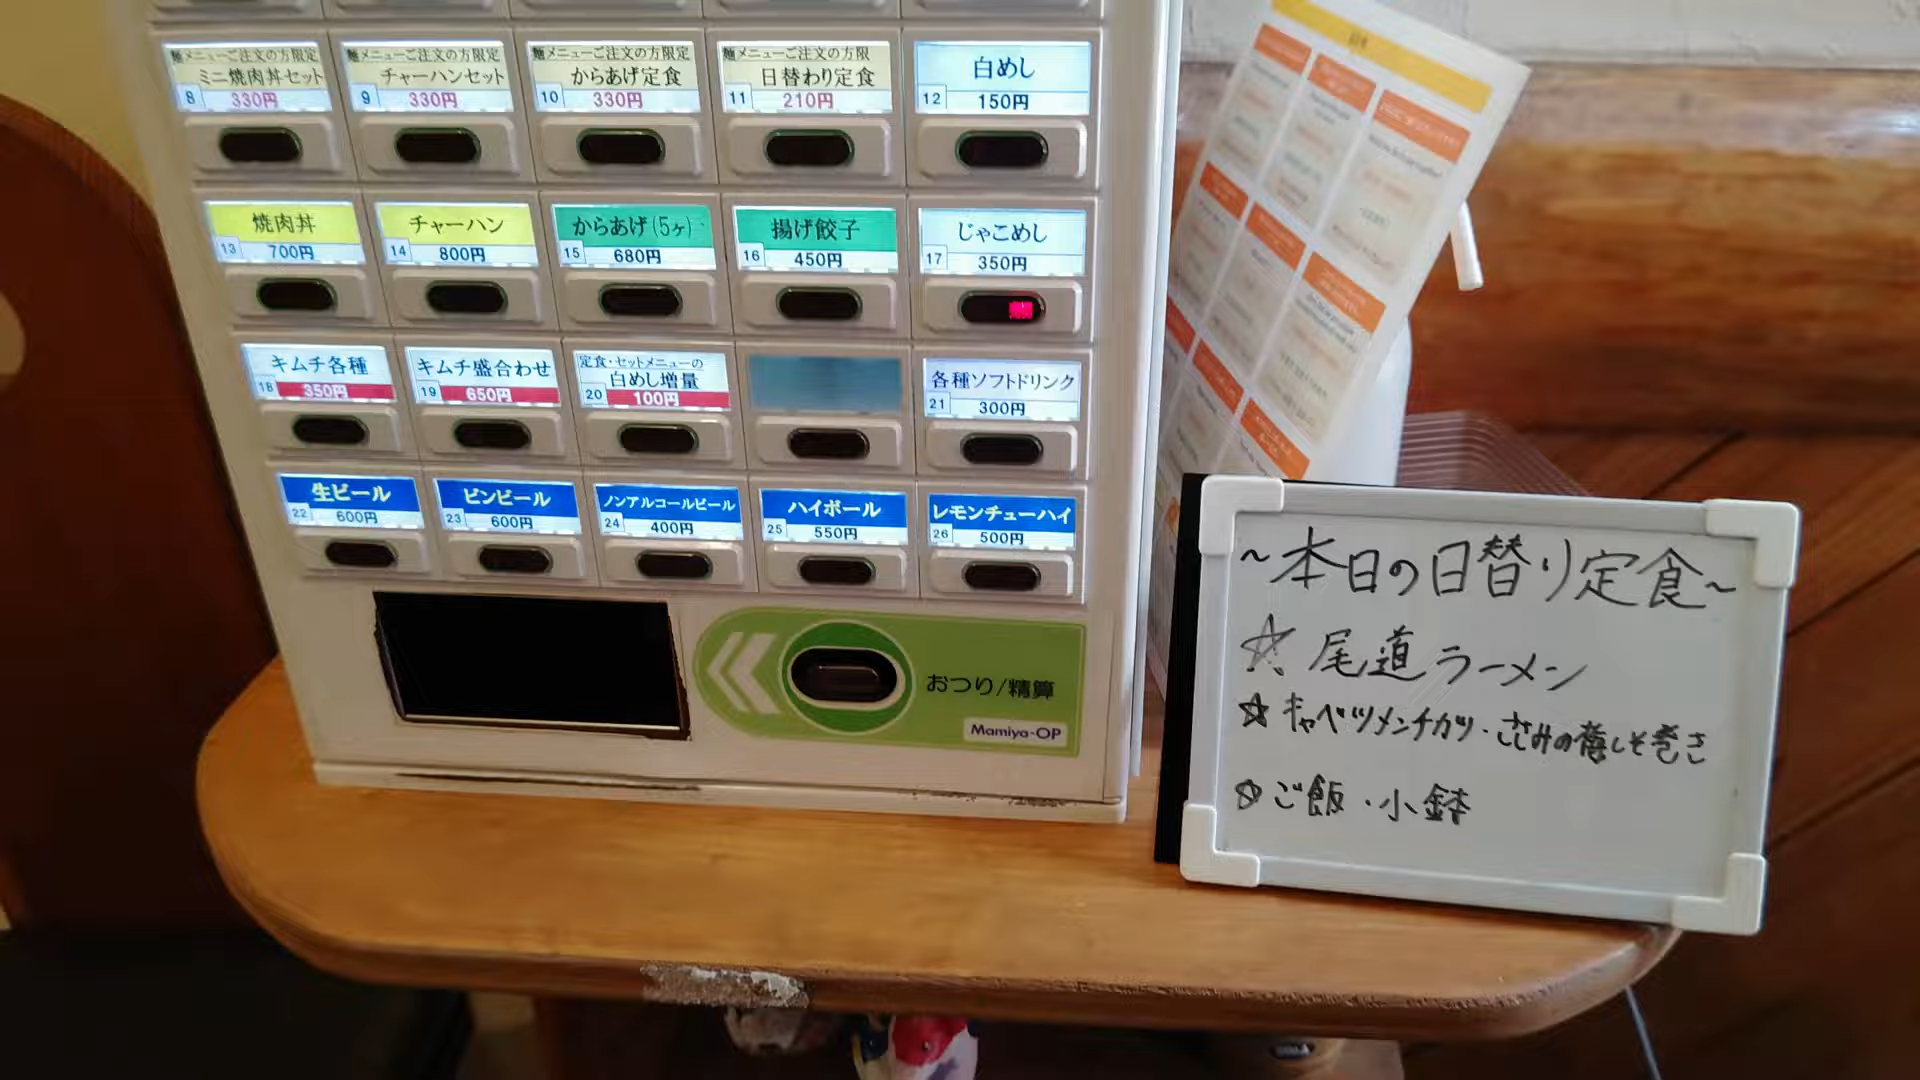 麺メニューご注文の方限定
ミニ焼肉丼セット
8 330円
麺メニューご注文の方限定
チャーハンセット
9 330円
麺メニューご注文の方限定
からあげ定食
10 330円
麺メニューご注文の方限
日替わり定食
11 210円
白めし
12 150円
焼肉丼
13 700円
チャーハン
14 800円
からあげ(5ヶ)
15 680円
揚げ餃子
16 450円
じゃこめし
17 350円
キムチ各種
18 350円
キムチ盛合わせ
19 650円
定食・セットメニューの
白めし増量
20 100円
各種ソフトドリンク
21 300円
生ビール
22 600円
ビンビール
23 600円
ノンアルコールビール
24 400円
ハイボール
25 550円
レモンチューハイ
26 500円
おつり/精算
Mamiya-OP
~本日の日替り定食~
☆ 尾道ラーメン
☆ キャベツメンチカツ・ささみの梅しそ巻き
☆ ご飯・小鉢